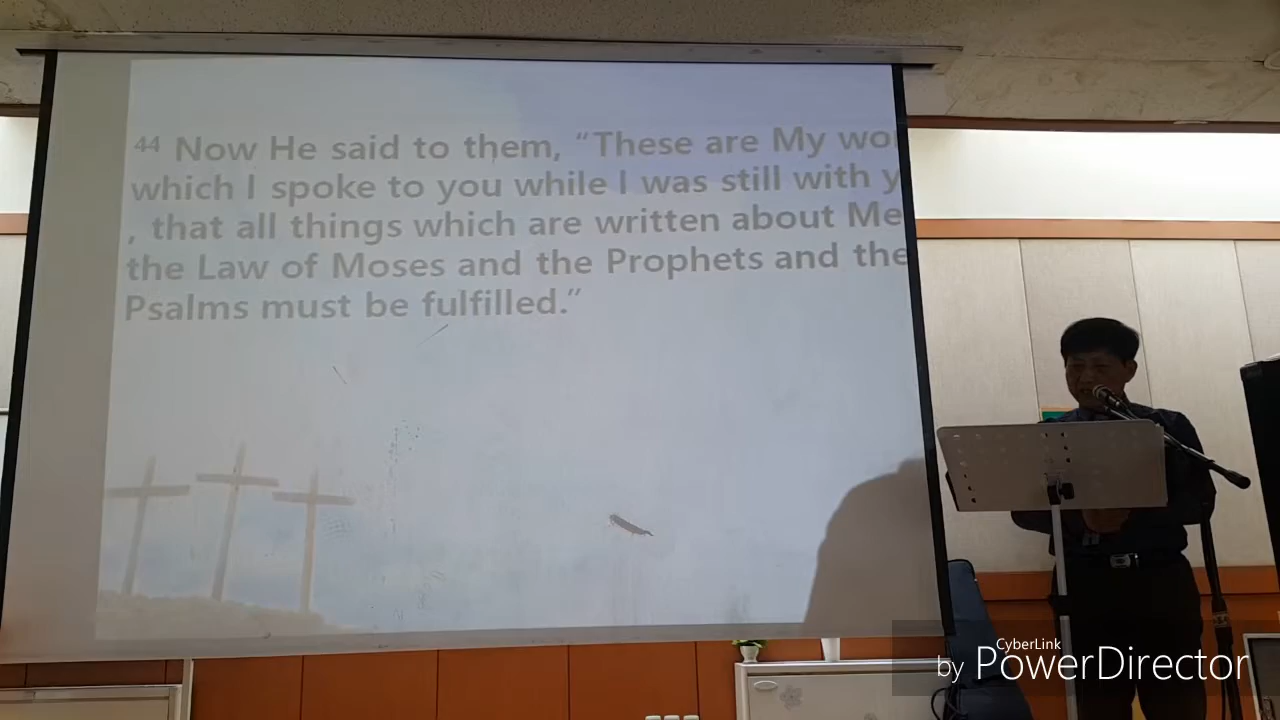 44 Now He said to them, “These are My
which I spoke to you while I was still with
, that all things which are written about Me
the Law of Moses and the Prophets and the
Psalms must be fulfilled.”
CyberLink
by PowerDirector